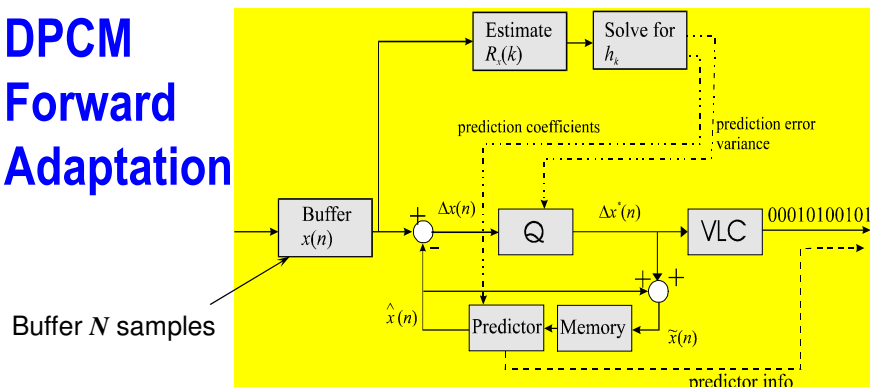 DPCM
Forward
Adaptation
Estimate
Rₓ(k)
Solve for
hₖ
prediction coefficients
prediction error
variance
Buffer
x(n)
+
-
Δx(n)
Q
Δx*(n)
VLC
00010100101
+
+
x̂(n)
Predictor
Memory
x̃(n)
Buffer N samples
predictor info